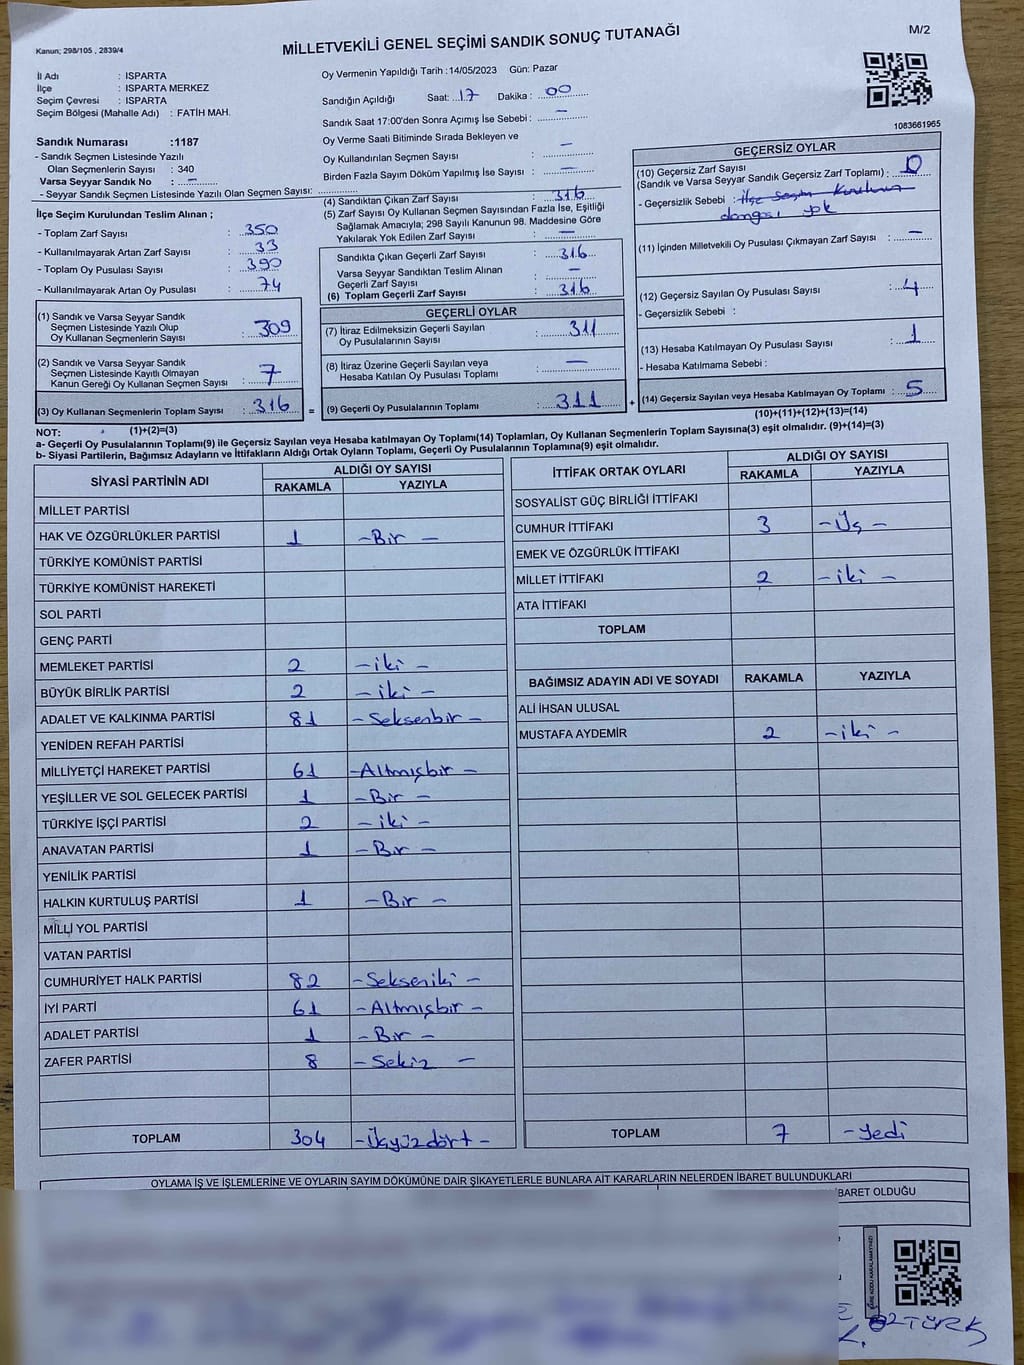 Kanun; 298/105 , 2839/4
MİLLETVEKİLİ GENEL SEÇİMİ SANDIK SONUÇ TUTANAĞI
M/2
İl Adı : ISPARTA
İlçe : ISPARTA MERKEZ
Seçim Çevresi : ISPARTA
Seçim Bölgesi (Mahalle Adı) : FATİH MAH.
Oy Vermenin Yapıldığı Tarih :14/05/2023 Gün: Pazar
Sandığın Açıldığı Saat: 17 Dakika : 00
Sandık Saat 17:00'den Sonra Açımış İse Sebebi : —
Oy Verme Saati Bitiminde Sırada Bekleyen ve
Oy Kullandırılan Seçmen Sayısı : —
Birden Fazla Sayım Döküm Yapılmış İse Sayısı : —
1083661965
Sandık Numarası :1187
- Sandık Seçmen Listesinde Yazılı
Olan Seçmenlerin Sayısı : 340
Varsa Seyyar Sandık No : —
- Seyyar Sandık Seçmen Listesinde Yazılı Olan Seçmen Sayısı:
İlçe Seçim Kurulundan Teslim Alınan ;
- Toplam Zarf Sayısı : 350
- Kullanılmayarak Artan Zarf Sayısı : 33
- Toplam Oy Pusulası Sayısı : 390
- Kullanılmayarak Artan Oy Pusulası : 74
(1) Sandık ve Varsa Seyyar Sandık
Seçmen Listesinde Yazılı Olup
Oy Kullanan Seçmenlerin Sayısı : 309
(2) Sandık ve Varsa Seyyar Sandık
Seçmen Listesinde Kayıtlı Olmayan
Kanun Gereği Oy Kullanan Seçmen Sayısı : 7
(3) Oy Kullanan Seçmenlerin Toplam Sayısı : 316 =
(1)+(2)=(3)
(4) Sandıktan Çıkan Zarf Sayısı : 316
(5) Zarf Sayısı Oy Kullanan Seçmen Sayısından Fazla İse, Eşitliği
Sağlamak Amacıyla; 298 Sayılı Kanunun 98. Maddesine Göre
Yakılarak Yok Edilen Zarf Sayısı : —
Sandıkta Çıkan Geçerli Zarf Sayısı : 316
Varsa Seyyar Sandıktan Teslim Alınan
Geçerli Zarf Sayısı : —
(6) Toplam Geçerli Zarf Sayısı : 316
GEÇERLİ OYLAR
(7) İtiraz Edilmeksizin Geçerli Sayılan
Oy Pusulalarının Sayısı : 311
(8) İtiraz Üzerine Geçerli Sayılan veya
Hesaba Katılan Oy Pusulası Toplamı : —
(9) Geçerli Oy Pusulalarının Toplamı : 311 +
GEÇERSİZ OYLAR
(10) Geçersiz Zarf Sayısı
(Sandık ve Varsa Seyyar Sandık Geçersiz Zarf Toplamı) : 0
- Geçersizlik Sebebi : İlçe Seçim Kurulunun
yok
(11) İçinden Milletvekili Oy Pusulası Çıkmayan Zarf Sayısı : —
(12) Geçersiz Sayılan Oy Pusulası Sayısı : 4
- Geçersizlik Sebebi :
(13) Hesaba Katılmayan Oy Pusulası Sayısı : 1
- Hesaba Katılmama Sebebi :
(14) Geçersiz Sayılan veya Hesaba Katılmayan Oy Toplamı : 5
(10)+(11)+(12)+(13)=(14)
NOT:
a- Geçerli Oy Pusulalarının Toplamı(9) ile Geçersiz Sayılan veya Hesaba katılmayan Oy Toplamı(14) Toplamları, Oy Kullanan Seçmenlerin Toplam Sayısına(3) eşit olmalıdır. (9)+(14)=(3)
b- Siyasi Partilerin, Bağımsız Adayların ve İttifakların Aldığı Ortak Oyların Toplamı, Geçerli Oy Pusulalarının Toplamına(9) eşit olmalıdır.
SİYASİ PARTİNİN ADI ALDIĞI OY SAYISI
RAKAMLA YAZIYLA
MİLLET PARTİSİ
HAK VE ÖZGÜRLÜKLER PARTİSİ 1 -Bir-
TÜRKİYE KOMÜNİST PARTİSİ
TÜRKİYE KOMÜNİST HAREKETİ
SOL PARTİ
GENÇ PARTİ
MEMLEKET PARTİSİ 2 -iki-
BÜYÜK BİRLİK PARTİSİ 2 -iki-
ADALET VE KALKINMA PARTİSİ 81 -Seksenbir-
YENİDEN REFAH PARTİSİ
MİLLİYETÇİ HAREKET PARTİSİ 61 -Altmışbir-
YEŞİLLER VE SOL GELECEK PARTİSİ 1 -Bir-
TÜRKİYE İŞÇİ PARTİSİ 2 -iki-
ANAVATAN PARTİSİ 1 -Bir-
YENİLİK PARTİSİ
HALKIN KURTULUŞ PARTİSİ 1 -Bir-
MİLLİ YOL PARTİSİ
VATAN PARTİSİ
CUMHURİYET HALK PARTİSİ 82 -Sekseniki-
İYİ PARTİ 61 -Altmışbir-
ADALET PARTİSİ 1 -Bir-
ZAFER PARTİSİ 8 -Sekiz-
TOPLAM 304 -Üçyüzdört-
İTTİFAK ORTAK OYLARI ALDIĞI OY SAYISI
RAKAMLA YAZIYLA
SOSYALİST GÜÇ BİRLİĞİ İTTİFAKI
CUMHUR İTTİFAKI 3 -Üç-
EMEK VE ÖZGÜRLÜK İTTİFAKI
MİLLET İTTİFAKI 2 -iki-
ATA İTTİFAKI
TOPLAM
BAĞIMSIZ ADAYIN ADI VE SOYADI RAKAMLA YAZIYLA
ALİ İHSAN ULUSAL
MUSTAFA AYDEMİR 2 -iki-
TOPLAM 7 -Yedi
OYLAMA İŞ VE İŞLEMLERİNE VE OYLARIN SAYIM DÖKÜMÜNE DAİR ŞİKAYETLERLE BUNLARA AİT KARARLARIN NELERDEN İBARET BULUNDUKLARI
İBARET OLDUĞU
KARE KODU KARALAMAYINIZ!
ÖZTÜRK